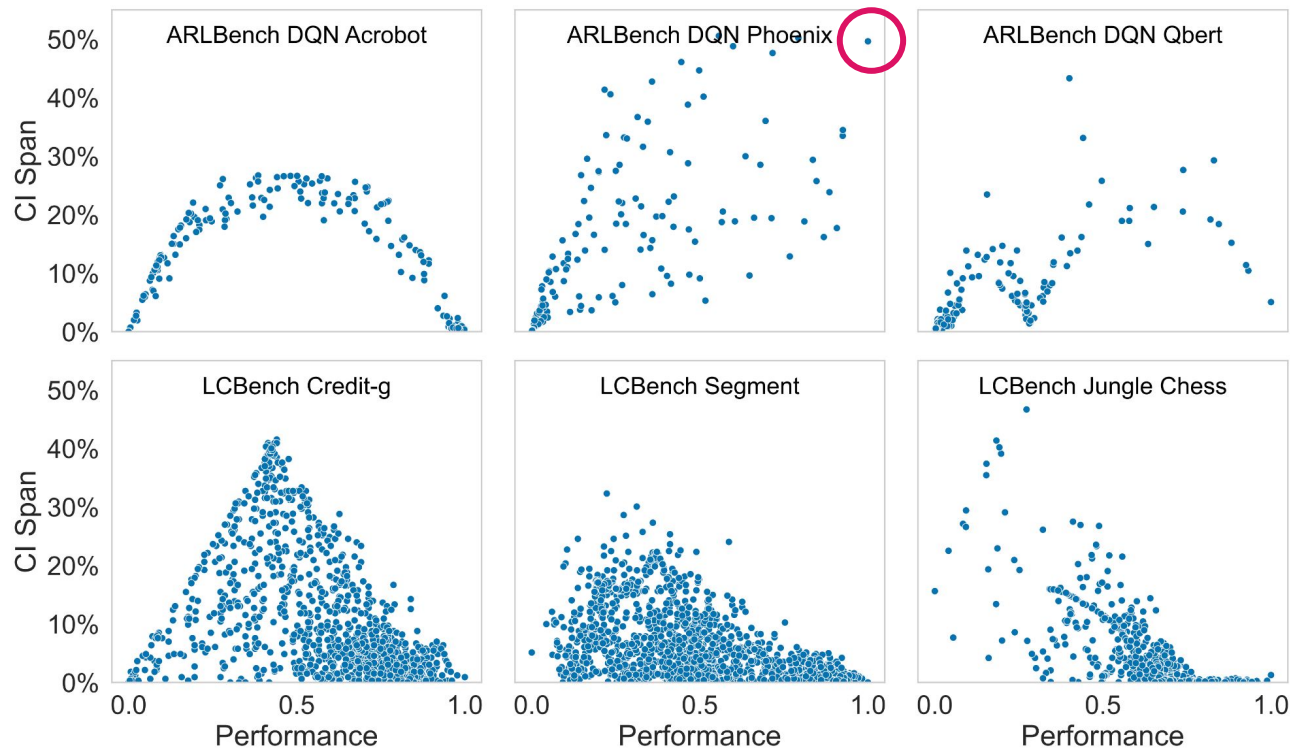 ARLBench DQN Acrobot
ARLBench DQN Phoenix
ARLBench DQN Qbert
50%
40%
30%
20%
10%
0%
CI Span
LCBench Credit-g
LCBench Segment
LCBench Jungle Chess
50%
40%
30%
20%
10%
0%
CI Span
0.0 0.5 1.0
0.0 0.5 1.0
0.0 0.5 1.0
Performance
Performance
Performance